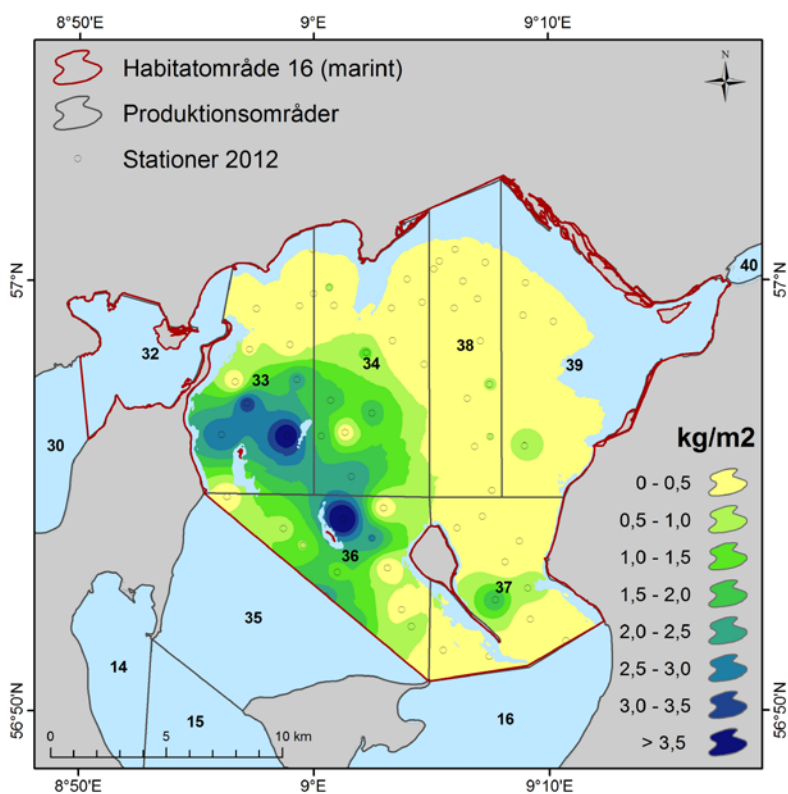 8°50'E 9°E 9°10'E
Habitatområde 16 (marint)
N
Produktionsområder
Stationer 2012
57°N 57°N
40
38
32
34
39
33
30
kg/m2
0 - 0,5
0,5 - 1,0
36
1,0 - 1,5
37
1,5 - 2,0
35
2,0 - 2,5
14
2,5 - 3,0
15
16
3,0 - 3,5
56°50'N 56°50'N
0 5 10 km
> 3,5
8°50'E 9°E 9°10'E